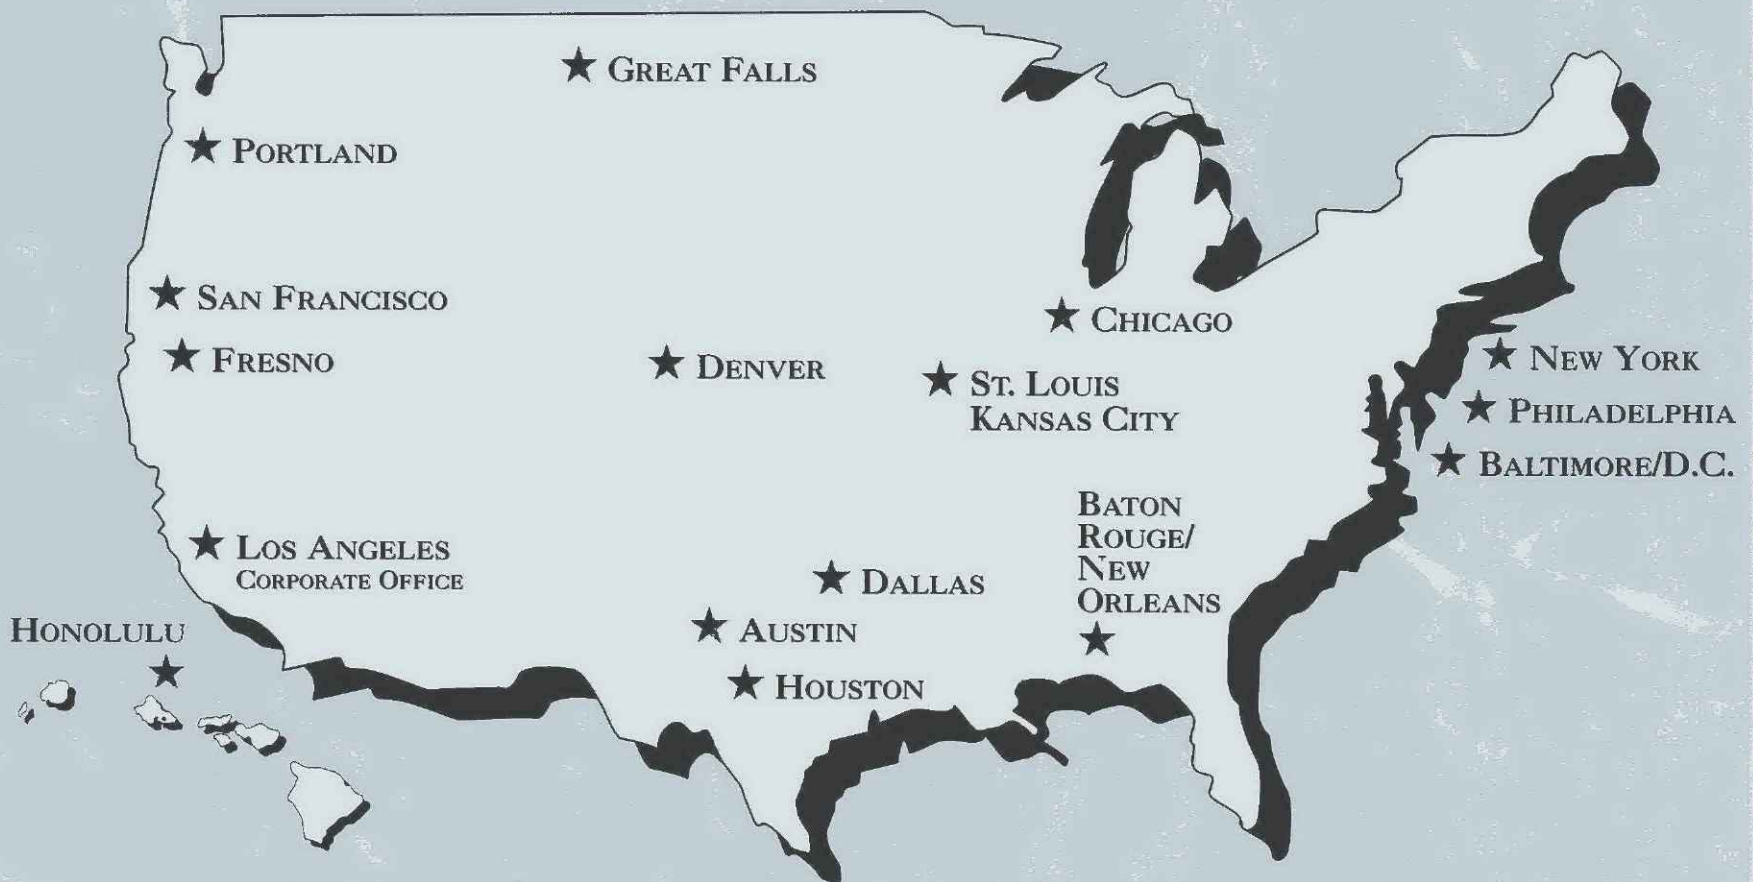 GREAT FALLS
PORTLAND
SAN FRANCISCO
FRESNO
DENVER
CHICAGO
ST. LOUIS
KANSAS CITY
NEW YORK
PHILADELPHIA
BALTIMORE/D.C.
LOS ANGELES
CORPORATE OFFICE
HONOLULU
DALLAS
AUSTIN
HOUSTON
BATON
ROUGE/
NEW
ORLEANS